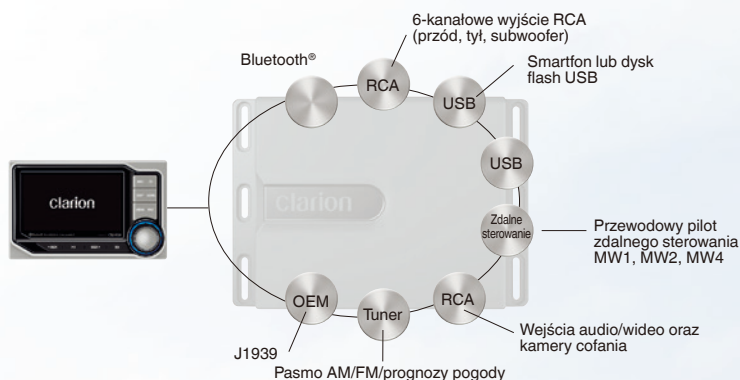 6-kanałowe wyjście RCA
(przód, tył, subwoofer)
Bluetooth®
Smartfon lub dysk
flash USB
RCA
USB
USB
clarion
clarion
Zdalne
sterowanie
Przewodowy pilot
zdalnego sterowania
MW1, MW2, MW4
OEM
Tuner
RCA
Wejścia audio/wideo oraz
kamery cofania
J1939
Pasmo AM/FM/prognozy pogody